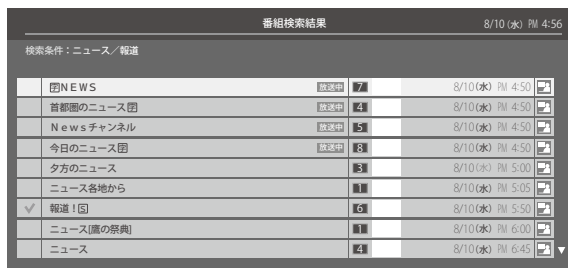 番組検索結果 8/10(水) PM 4:56
検索条件：ニュース／報道
字NEWS 放送中 7 8/10(水) PM 4:50
首都圏のニュース字 放送中 4 8/10(水) PM 4:50
Newsチャンネル 放送中 5 8/10(水) PM 4:50
今日のニュース字 放送中 8 8/10(水) PM 4:50
夕方のニュース 3 8/10(水) PM 5:00
ニュース各地から 1 8/10(水) PM 5:05
報道！S 6 8/10(水) PM 5:50
ニュース[鷹の祭典] 1 8/10(水) PM 6:00
ニュース 4 8/10(水) PM 6:45